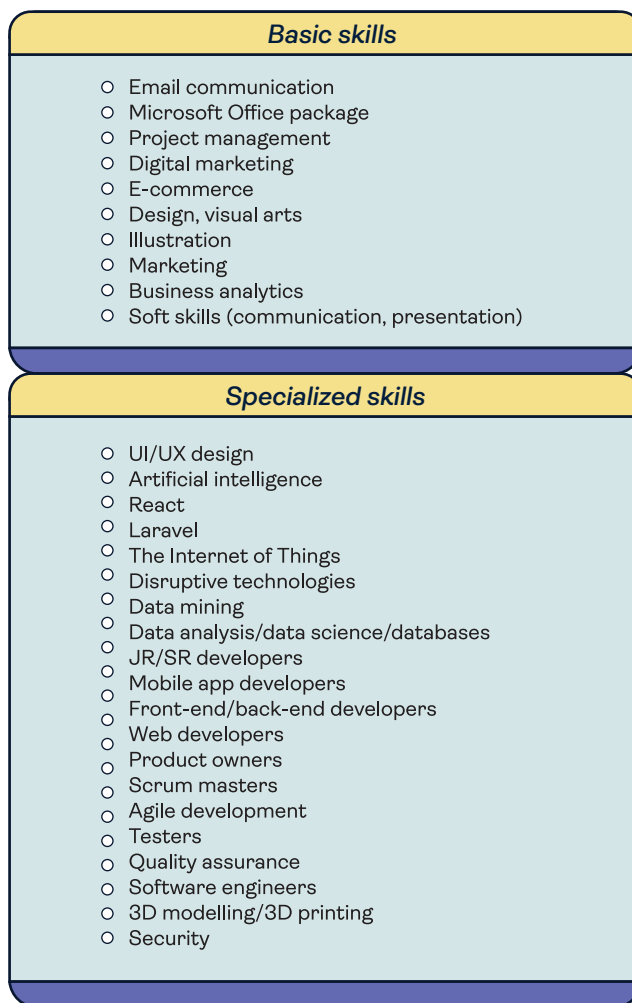 Basic skills
Email communication
Microsoft Office package
Project management
Digital marketing
E-commerce
Design, visual arts
Illustration
Marketing
Business analytics
Soft skills (communication, presentation)
Specialized skills
UI/UX design
Artificial intelligence
React
Laravel
The Internet of Things
Disruptive technologies
Data mining
Data analysis/data science/databases
JR/SR developers
Mobile app developers
Front-end/back-end developers
Web developers
Product owners
Scrum masters
Agile development
Testers
Quality assurance
Software engineers
3D modelling/3D printing
Security